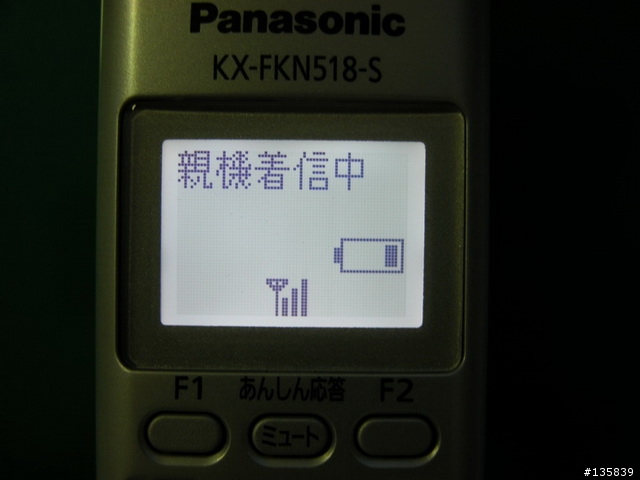 Panasonic
KX-FKN518-S
親機着信中
F1 あんしん応答 F2
ミュート
#135839